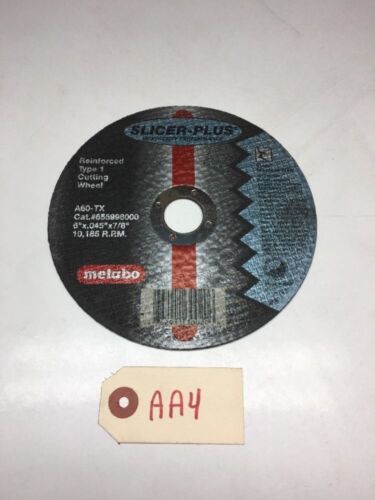 SLICER-PLUS
Reinforced
Type 1
Cutting
Wheel
A60-TX
Cat.#655998000
6"x.045"x7/8"
10,185 R.P.M.
metabo
AA4